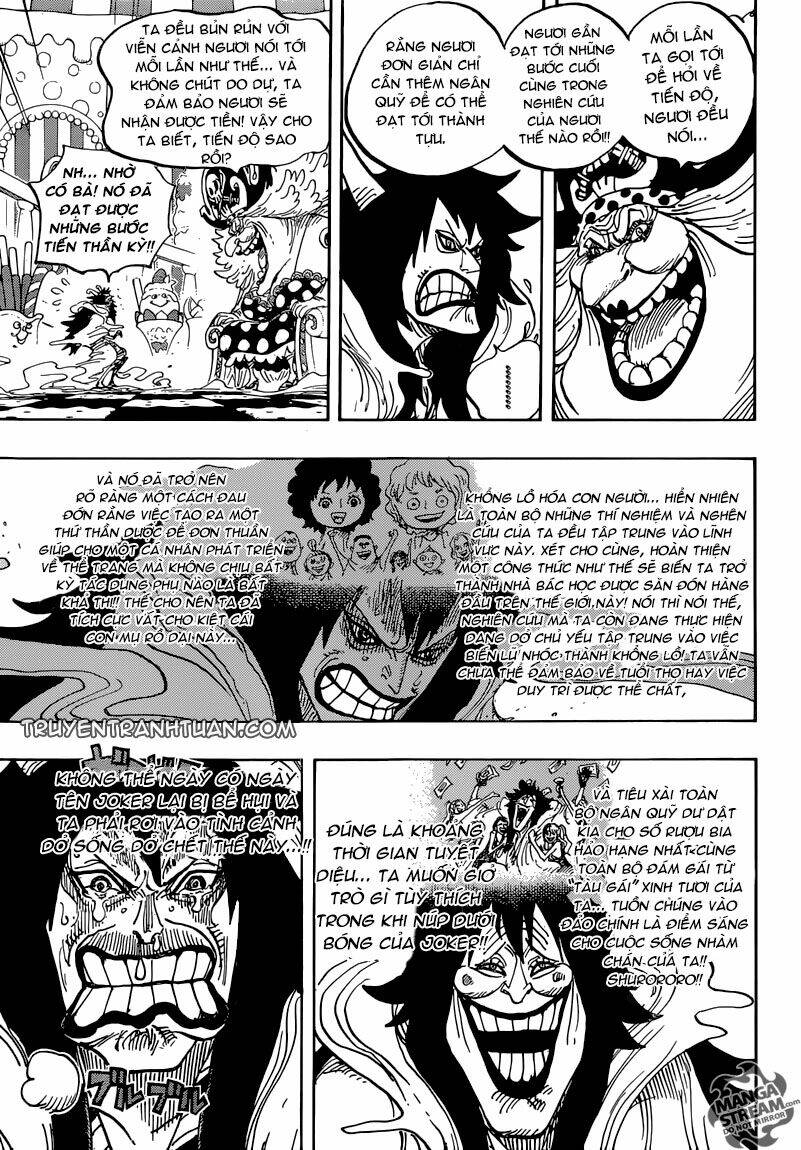 MỖI LẦN
TA GỌI TỚI
ĐỂ HỎI VỀ
TIẾN ĐỘ,
NGƯƠI ĐỀU
NÓI...
NGƯƠI GẦN
ĐẠT TỚI NHỮNG
BƯỚC CUỐI
CÙNG TRONG
NGHIÊN CỨU
CỦA NGƯƠI
THẾ NÀO RỒI!!
RẰNG NGƯƠI
ĐƠN GIẢN CHỈ
CẦN THÊM NGÂN
QUỸ ĐỂ CÓ THỂ
ĐẠT TỚI THÀNH
TỰU.
TA ĐỀU BỦN RỦN VỚI
VIỄN CẢNH NGƯƠI NÓI TỚI
MỖI LẦN NHƯ THẾ... VÀ
KHÔNG CHÚT DO DỰ, TA
ĐẢM BẢO NGƯƠI SẼ
NHẬN ĐƯỢC TIỀN! VẬY CHO
TA BIẾT, TIẾN ĐỘ SAO
RỒI?
NH... NHỜ
CÓ BÀ! NÓ ĐÃ
ĐẠT ĐƯỢC
NHỮNG BƯỚC
TIẾN THẦN KỲ!!
KHỔNG LỒ HÓA CON NGƯỜI... HIỂN NHIÊN
LÀ TOÀN BỘ NHỮNG THÍ NGHIỆM VÀ NGHÊN
CỨU CỦA TA ĐỀU TẬP TRUNG VÀO LĨNH
VỰC NÀY. XÉT CHO CÙNG, HOÀN THIỆN
MỘT CÔNG THỨC NHƯ THẾ SẼ BIẾN TA TRỞ
THÀNH NHÀ BÁC HỌC ĐƯỢC SĂN ĐÓN HÀNG
ĐẦU TRÊN THẾ GIỚI NÀY! NÓI THÌ NÓI THẾ,
NGHIÊN CỨU MÀ TA CÒN ĐANG THỰC HIỆN
DANG DỞ CHỦ YẾU TẬP TRUNG VÀO VIỆC
BIẾN LŨ NHÓC THÀNH KHỔNG LỒ! TA VẪN
CHƯA THỂ ĐẢM BẢO VỀ TUỔI THỌ HAY VIỆC
DUY TRÌ ĐƯỢC THỂ CHẤT,
VÀ NÓ ĐÃ TRỞ NÊN
RÕ RÀNG MỘT CÁCH ĐAU
ĐỚN RẰNG VIỆC TẠO RA MỘT
THỨ THẦN DƯỢC ĐỂ ĐƠN THUẦN
GIÚP CHO MỘT CÁ NHÂN PHÁT TRIỂN
VỀ THỂ TRẠNG MÀ KHÔNG CHỊU BẤT
KỲ TÁC DỤNG PHỤ NÀO LÀ BẤT
KHẢ THI!! THẾ CHO NÊN TA ĐÃ
TÍCH CỰC VẮT CHO KIỆT CÁI
CON MỤ RỒ DẠI NÀY...
TRUYENTRANHTUAN.COM
VÀ TIÊU XÀI TOÀN
BỘ NGÂN QUỸ DƯ DẬT
KIA CHO SỐ RƯỢU BIA
HẢO HẠNG NHẤT CÙNG
TOÀN BỘ ĐÁM GÁI TỪ
"TÀU GÁI" XINH TƯƠI CỦA
TA... TUỒN CHÚNG VÀO
ĐẢO CHÍNH LÀ ĐIỂM SÁNG
CHO CUỘC SỐNG NHÀM
CHÁN CỦA TA!!
SHURORORO!!
ĐÚNG LÀ KHOẢNG
THỜI GIAN TUYỆT
DIỆU... TA MUỐN GIỞ
TRÒ GÌ TÙY THÍCH
TRONG KHI NÚP DƯỚI
BÓNG CỦA JOKER!!
KHÔNG THỂ NGÀY CÓ NGÀY
TÊN JOKER LẠI BỊ BỂ HỤI VÀ
TA PHẢI RƠI VÀO TÌNH CẢNH
DỞ SỐNG DỞ CHẾT THẾ NÀY...!!
ブルブルッ
MANGA
STREAM.com
DO NOT MIRROR